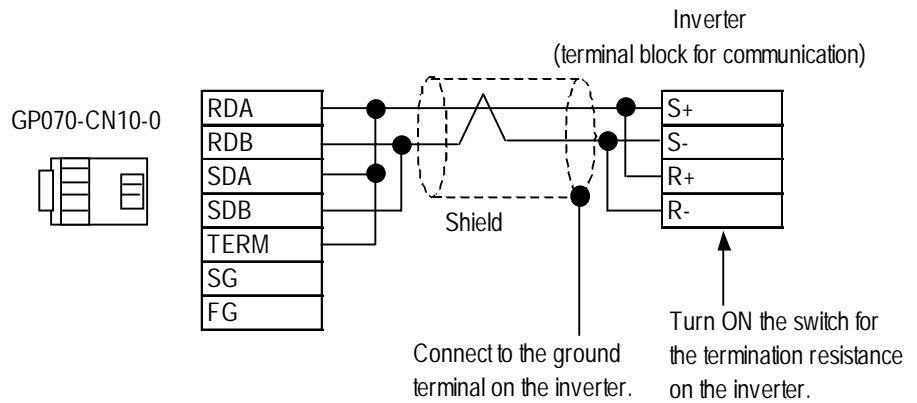 Inverter
(terminal block for communication)
GP070-CN10-0
RDA
RDB
SDA
SDB
TERM
SG
FG
Shield
S+
S-
R+
R-
Connect to the ground
terminal on the inverter.
Turn ON the switch for
the termination resistance
on the inverter.